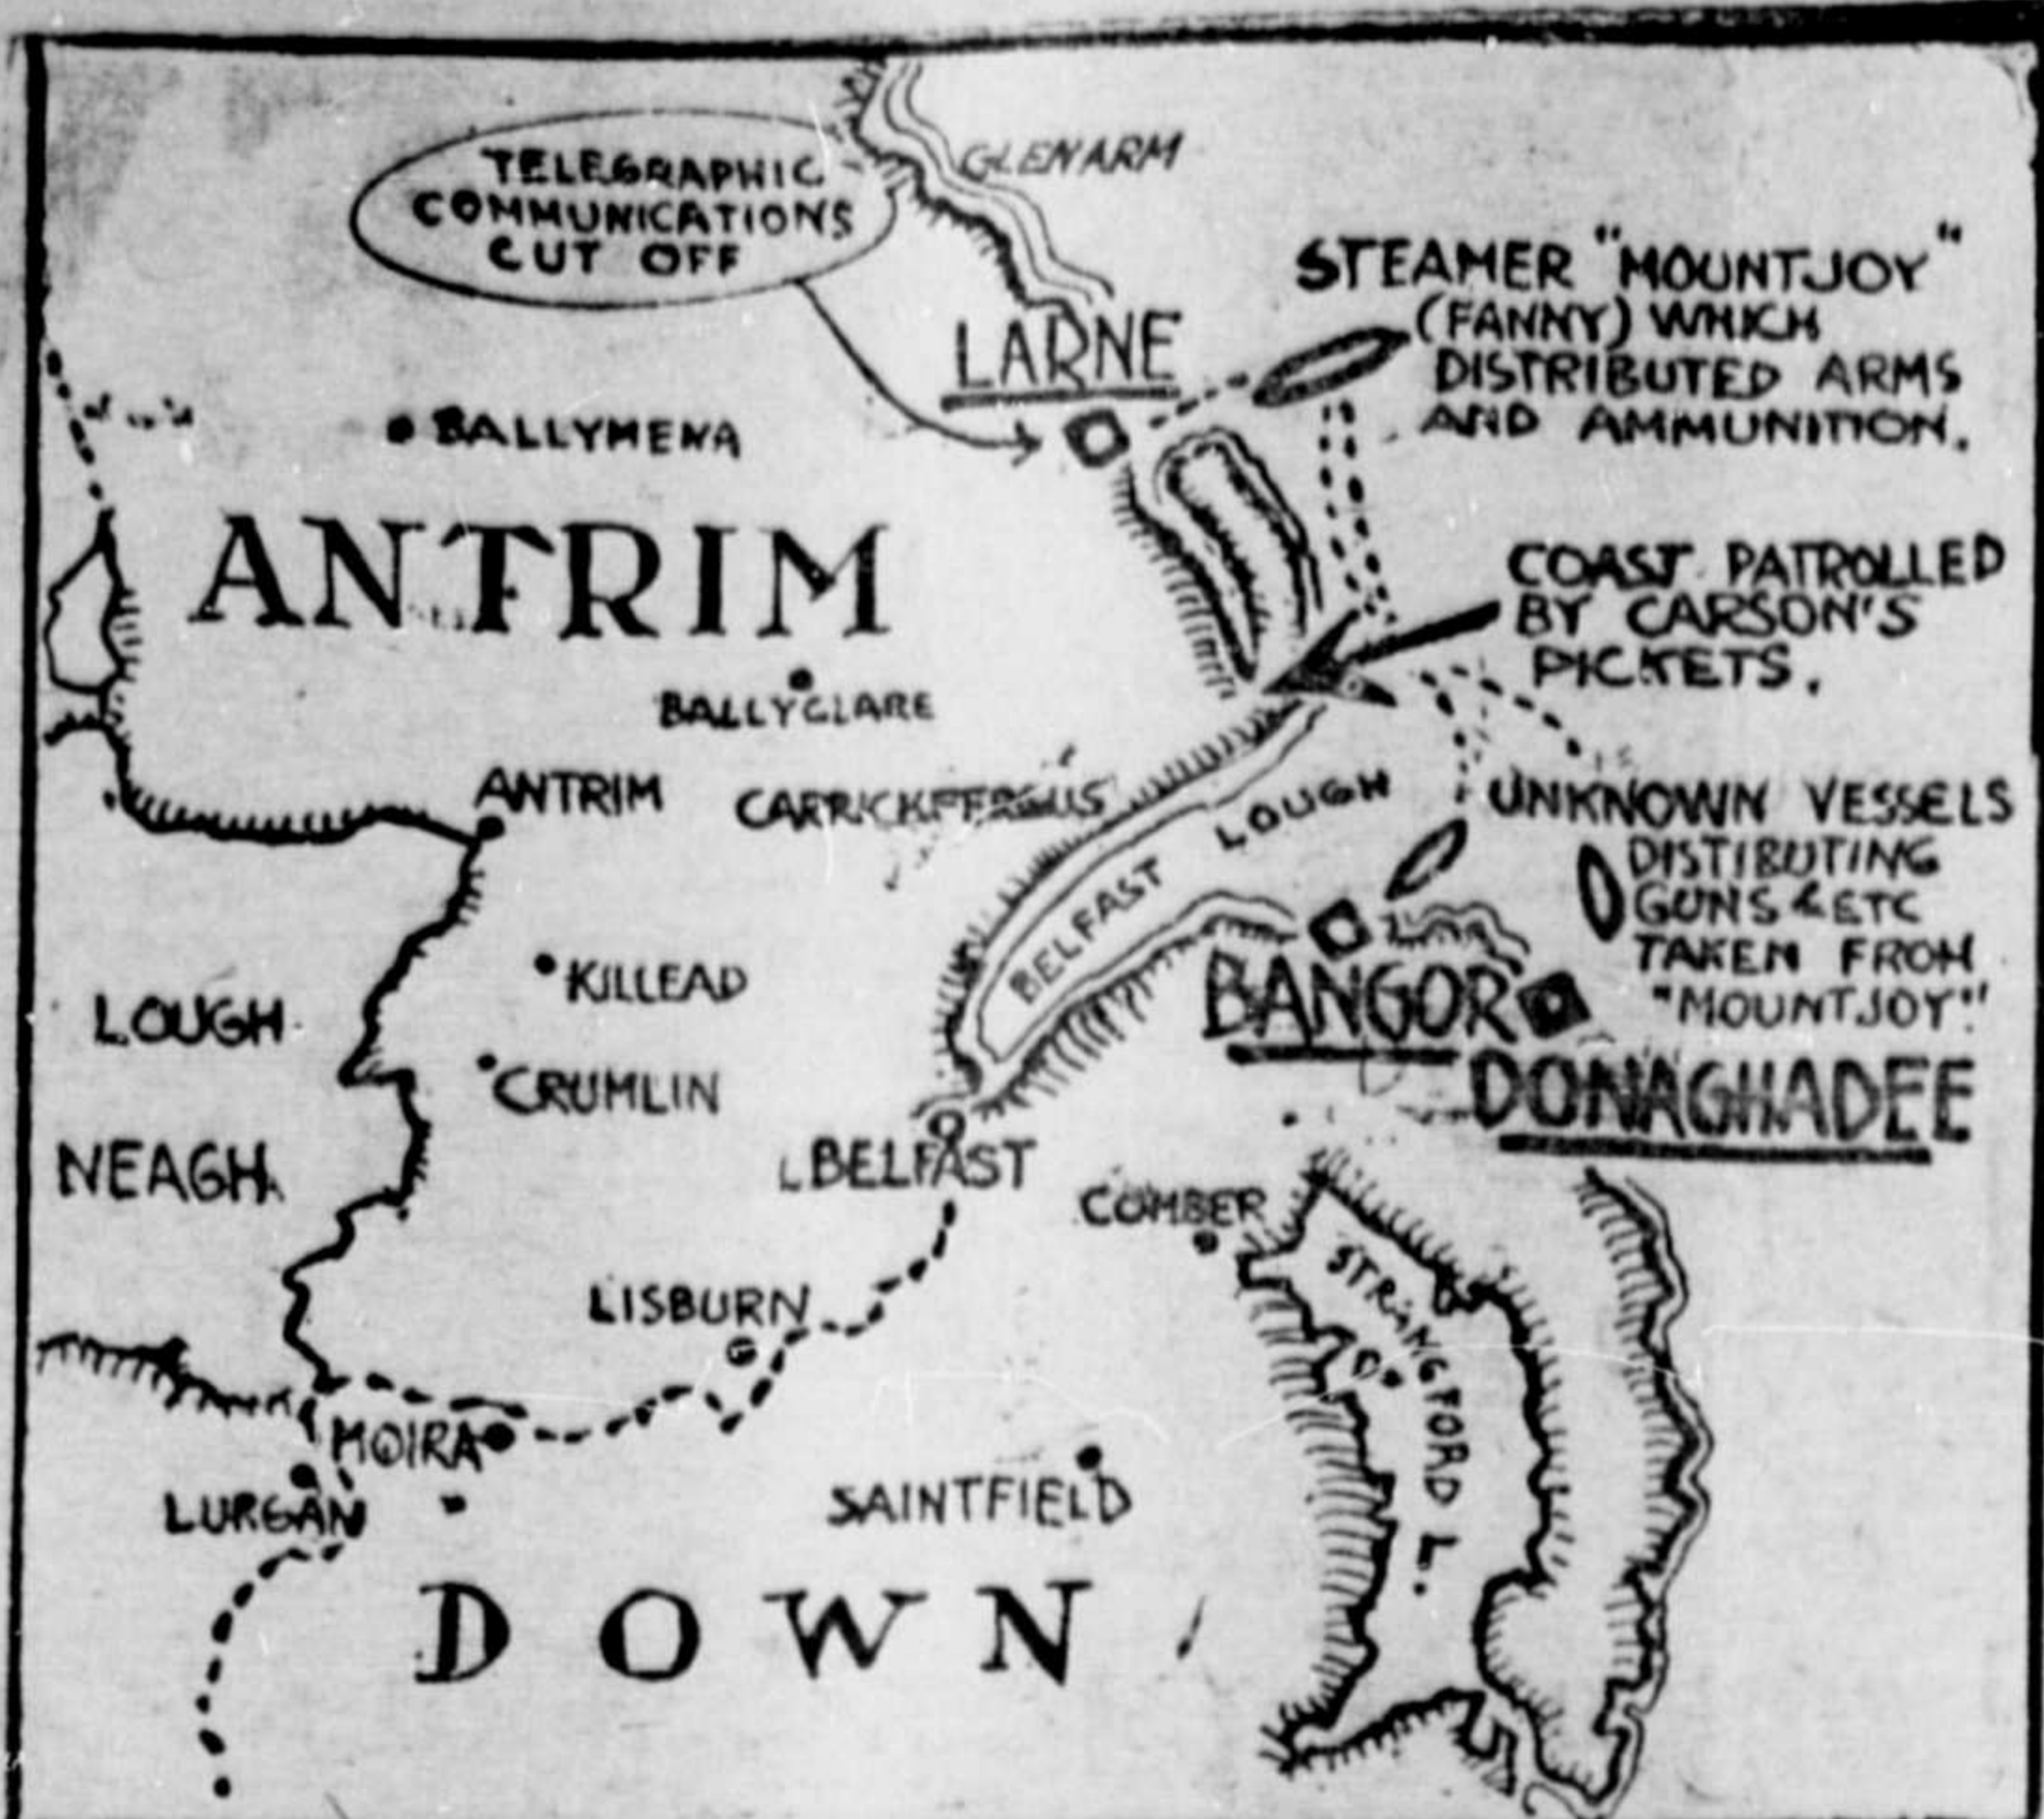 TELEGRAPHIC
COMMUNICATIONS
CUT OFF
GLENARM
STEAMER "MOUNTJOY"
(FANNY) WHICH
DISTRIBUTED ARMS
AND AMMUNITION.
LARNE
BALLYMENA
ANTRIM
COAST PATROLLED
BY CARSON'S
PICKETS.
BALLYCLARE
ANTRIM
CARRICKFERGUS
BELFAST LOUGH
UNKNOWN VESSELS
DISTIBUTING
GUNS & ETC
TAKEN FROM
"MOUNTJOY"!
KILLEAD
BANGOR
LOUGH
NEAGH
CRUMLIN
DONAGHADEE
BELFAST
COMBER
STRANGFORD L.
LISBURN
MOIRA
LURGAN
SAINTFIELD
DOWN